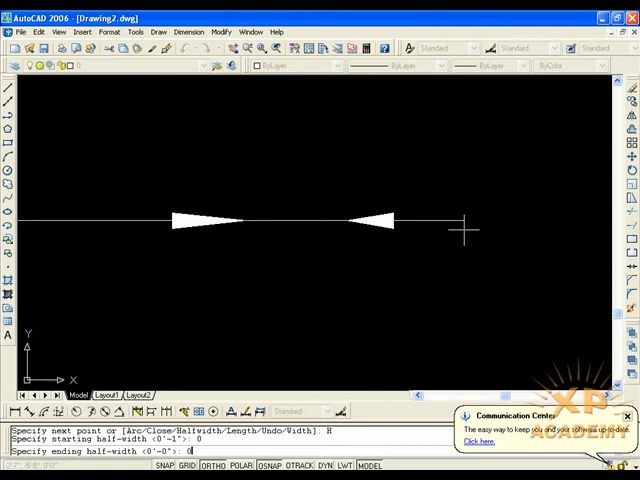 AutoCAD 2006 - [Drawing2.dwg]
File Edit View Insert Format Tools Draw Dimension Modify Window Help
Standard Standard Standard
0 ByLayer ByLayer ByLayer ByColor
Y
X
Model Layout1 Layout2
Standard
Specify next point or [Arc/Close/Halfwidth/Length/Undo/Width]: H
Specify starting half-width <0'-1">: 0
Specify ending half-width <0'-0">: 0
SNAP GRID ORTHO POLAR OSNAP OTRACK DYN LWT MODEL
Communication Center
The easy way to keep you and your software up-to-date.
Click here.
XP
ACADEMY